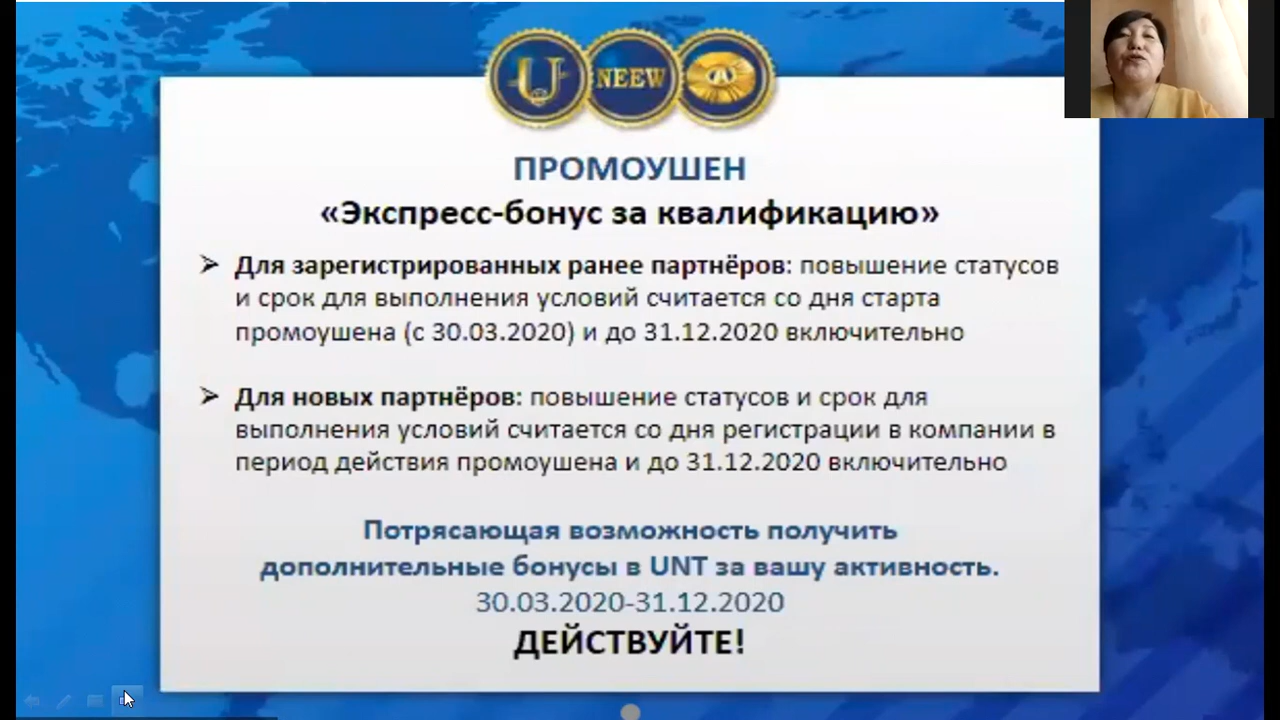 U NEEW
ПРОМОУШЕН
«Экспресс-бонус за квалификацию»
Для зарегистрированных ранее партнёров: повышение статусов
и срок для выполнения условий считается со дня старта
промоушена (с 30.03.2020) и до 31.12.2020 включительно
Для новых партнёров: повышение статусов и срок для
выполнения условий считается со дня регистрации в компании в
период действия промоушена и до 31.12.2020 включительно
Потрясающая возможность получить
дополнительные бонусы в UNT за вашу активность.
30.03.2020-31.12.2020
ДЕЙСТВУЙТЕ!